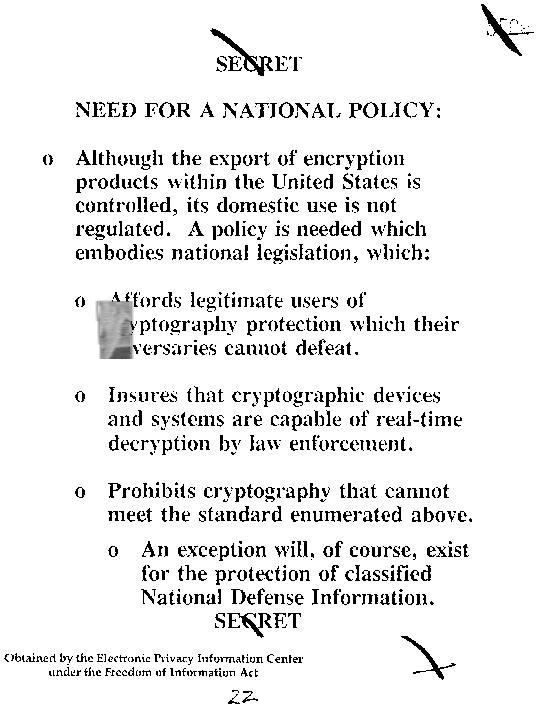 SECRET
NEED FOR A NATIONAL POLICY:
o Although the export of encryption
products within the United States is
controlled, its domestic use is not
regulated. A policy is needed which
embodies national legislation, which:
o Affords legitimate users of
yptography protection which their
versaries cannot defeat.
o Insures that cryptographic devices
and systems are capable of real-time
decryption by law enforcement.
o Prohibits cryptography that cannot
meet the standard enumerated above.
o An exception will, of course, exist
for the protection of classified
National Defense Information.
SECRET
Obtained by the Electronic Privacy Information Center
under the Freedom of Information Act
22